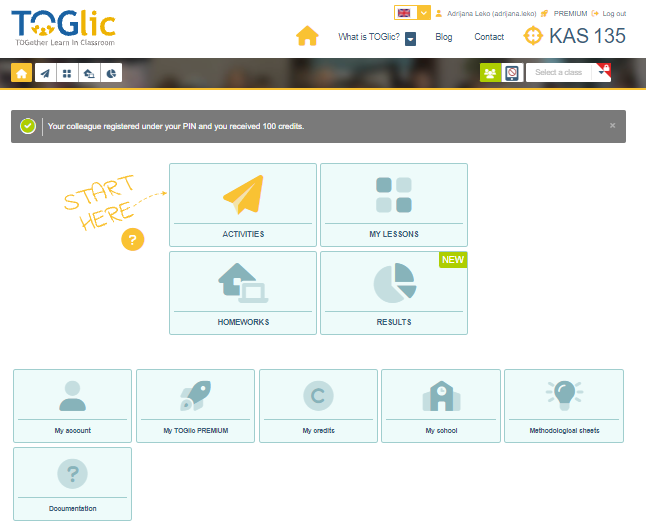 TOGlic
TOGether Learn In Classroom
Adrijana Leko (adrijana.leko) PREMIUM Log out
What is TOGlic? Blog Contact KAS 135
Select a class
Your colleague registered under your PIN and you received 100 credits. ×
START
HERE
?
ACTIVITIES
MY LESSONS
NEW
HOMEWORKS
RESULTS
C
My account
My TOGlic PREMIUM
My credits
My school
Methodological sheets
?
Documentation